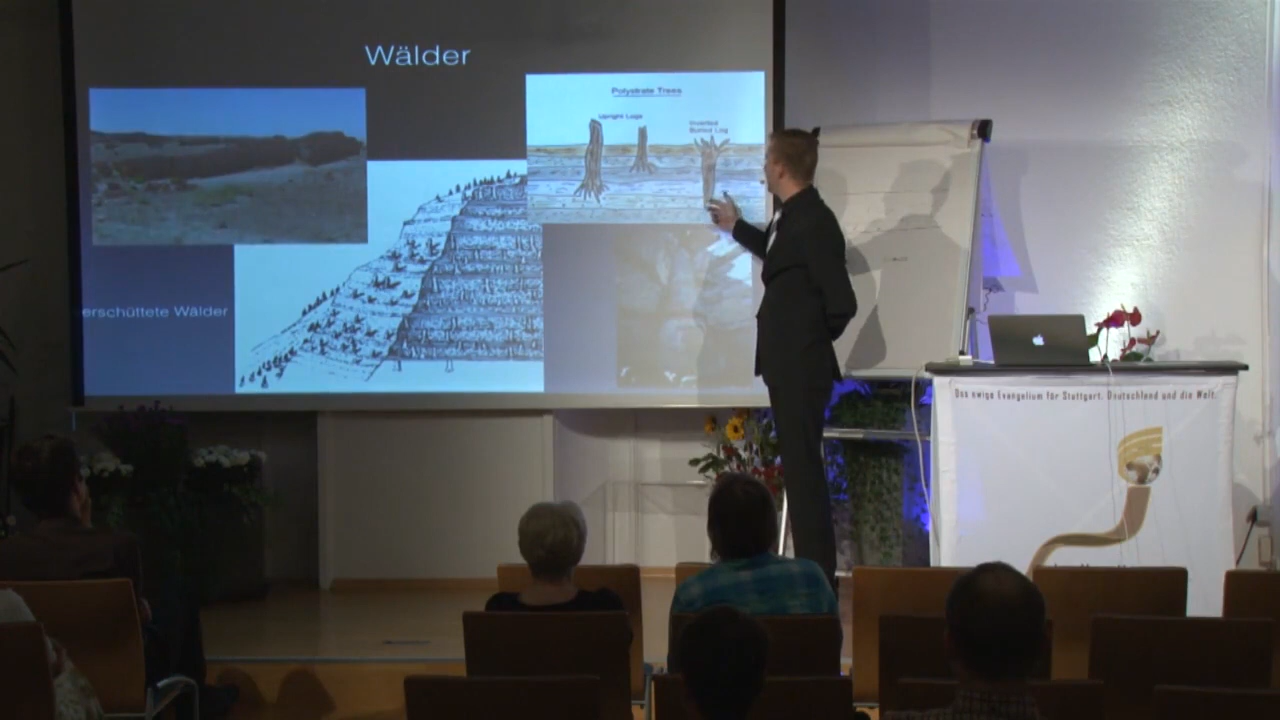 Wälder
Polystrate Trees
Upright Logs
Inverted
Buried Log
erschüttete Wälder
Das ewige Evangelium für Stuttgart, Deutschland und die Welt.